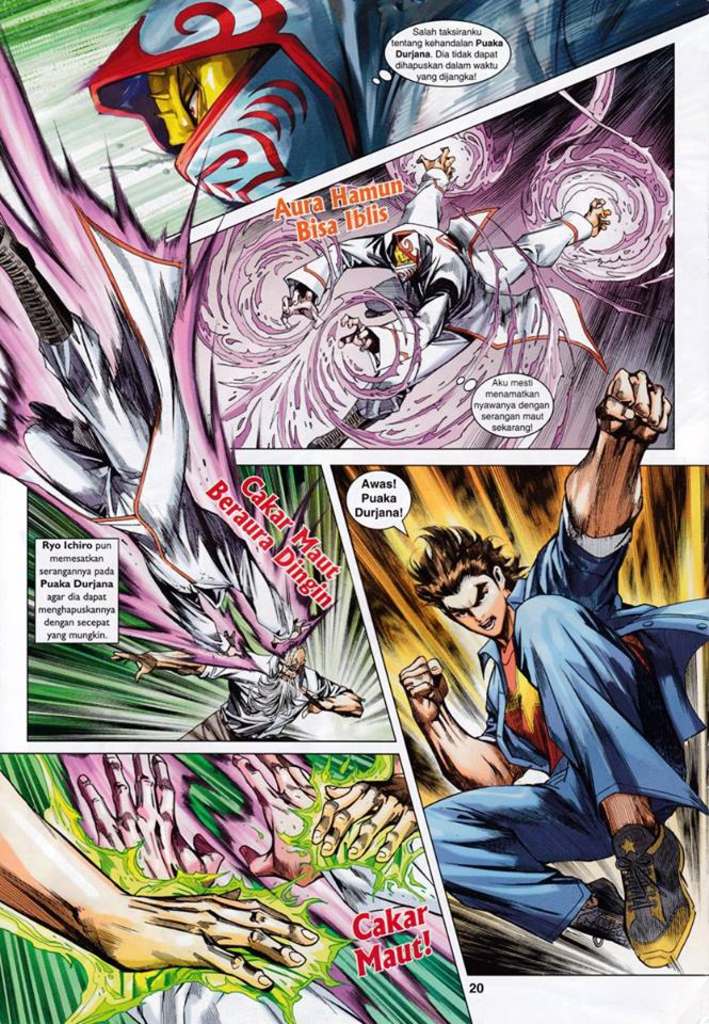 Salah taksiranku
tentang kehandalan Puaka
Durjana. Dia tidak dapat
dihapuskan dalam waktu
yang dijangka!
Aura Hamun
Bisa Iblis
Aku mesti
menamatkan
nyawanya dengan
serangan maut
sekarang!
Cakar Maut
Beraura Dingin
Ryo Ichiro pun
memesatkan
serangannya pada
Puaka Durjana
agar dia dapat
menghapuskannya
dengan secepat
yang mungkin.
Awas!
Puaka
Durjana!
Cakar
Maut!
20